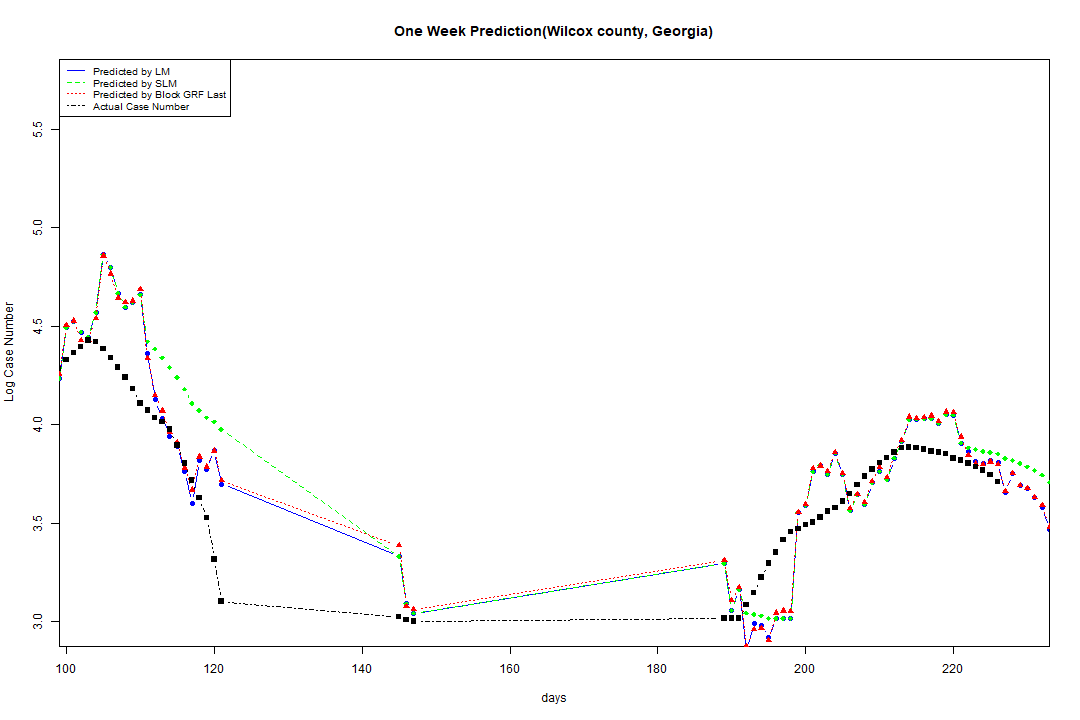 One Week Prediction(Wilcox county, Georgia)
Predicted by LM
Predicted by SLM
Predicted by Block GRF Last
Actual Case Number
5.5
5.0
4.5
4.0
3.5
3.0
Log Case Number
100 120 140 160 180 200 220
days